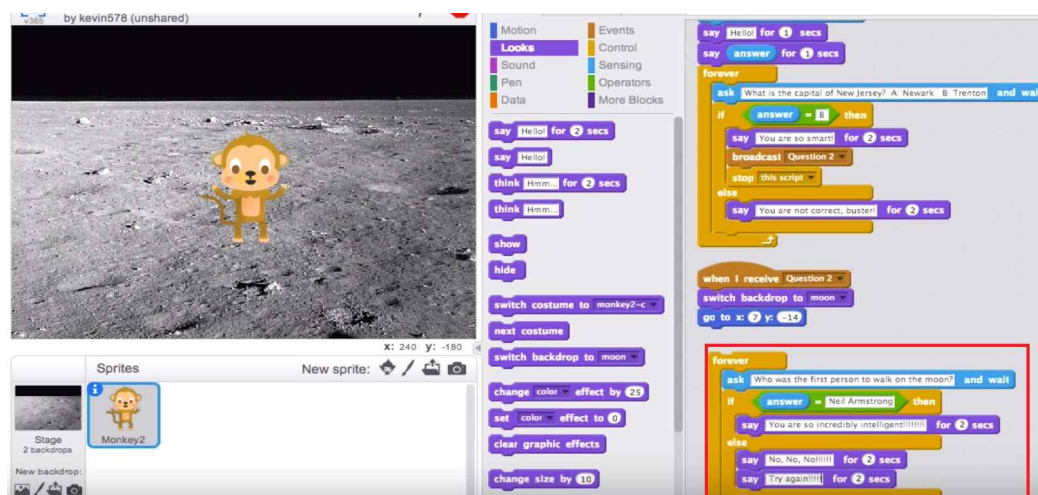 v385
by kevin578 (unshared)
x: 240 y: -180
Sprites
New sprite:
Stage
2 backdrops
New backdrop:
Monkey2
Motion
Looks
Sound
Pen
Data
Events
Control
Sensing
Operators
More Blocks
say Hello! for 2 secs
say Hello!
think Hmm... for 2 secs
think Hmm...
show
hide
switch costume to monkey2-c
next costume
switch backdrop to moon
change color effect by 25
set color effect to 0
clear graphic effects
change size by 10
say Hello! for 1 secs
say answer for 1 secs
forever
ask What is the capital of New Jersey? A: Newark B: Trenton and wai
if answer = B then
say You are so smart! for 2 secs
broadcast Question 2
stop this script
else
say You are not correct, buster! for 2 secs
when I receive Question 2
switch backdrop to moon
go to x: 7 y: -14
forever
ask Who was the first person to walk on the moon? and wait
if answer = Neil Armstrong then
say You are so incredibly intelligent!!!!!!!! for 2 secs
else
say No, No, No!!!!!! for 2 secs
say Try again!!!!! for 2 secs